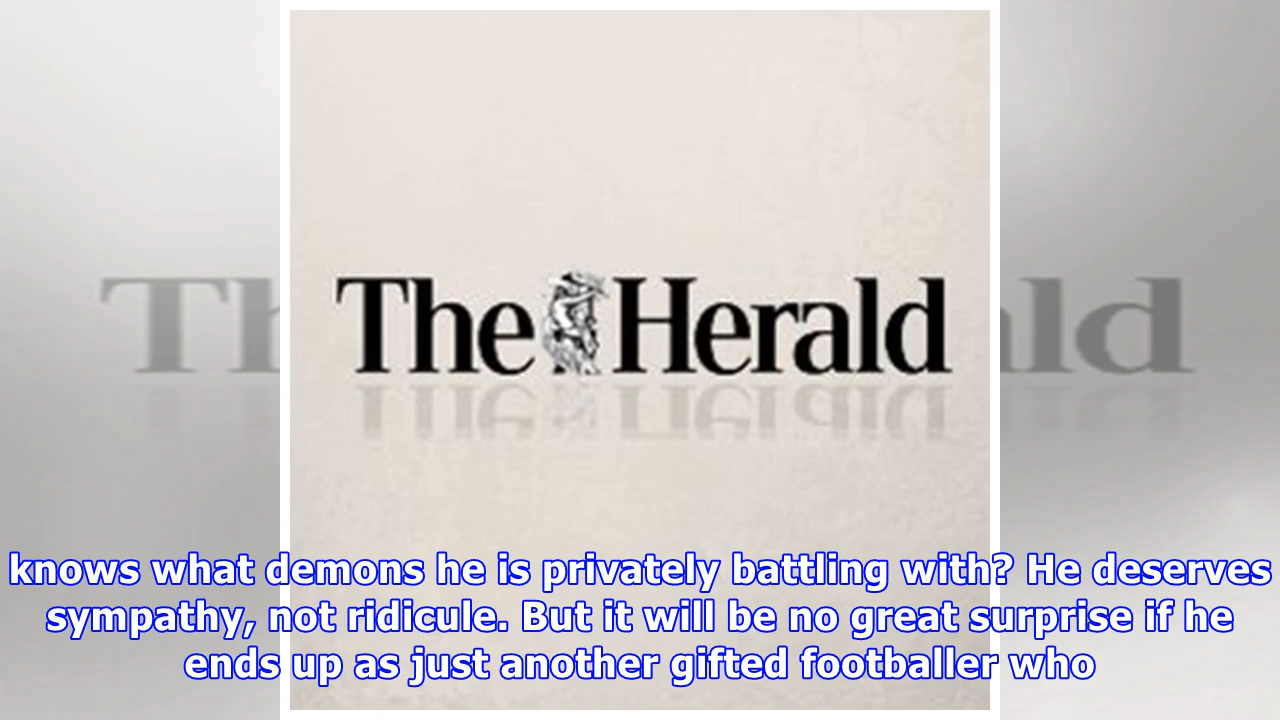 The Herald
knows what demons he is privately battling with? He deserves
sympathy, not ridicule. But it will be no great surprise if he
ends up as just another gifted footballer who